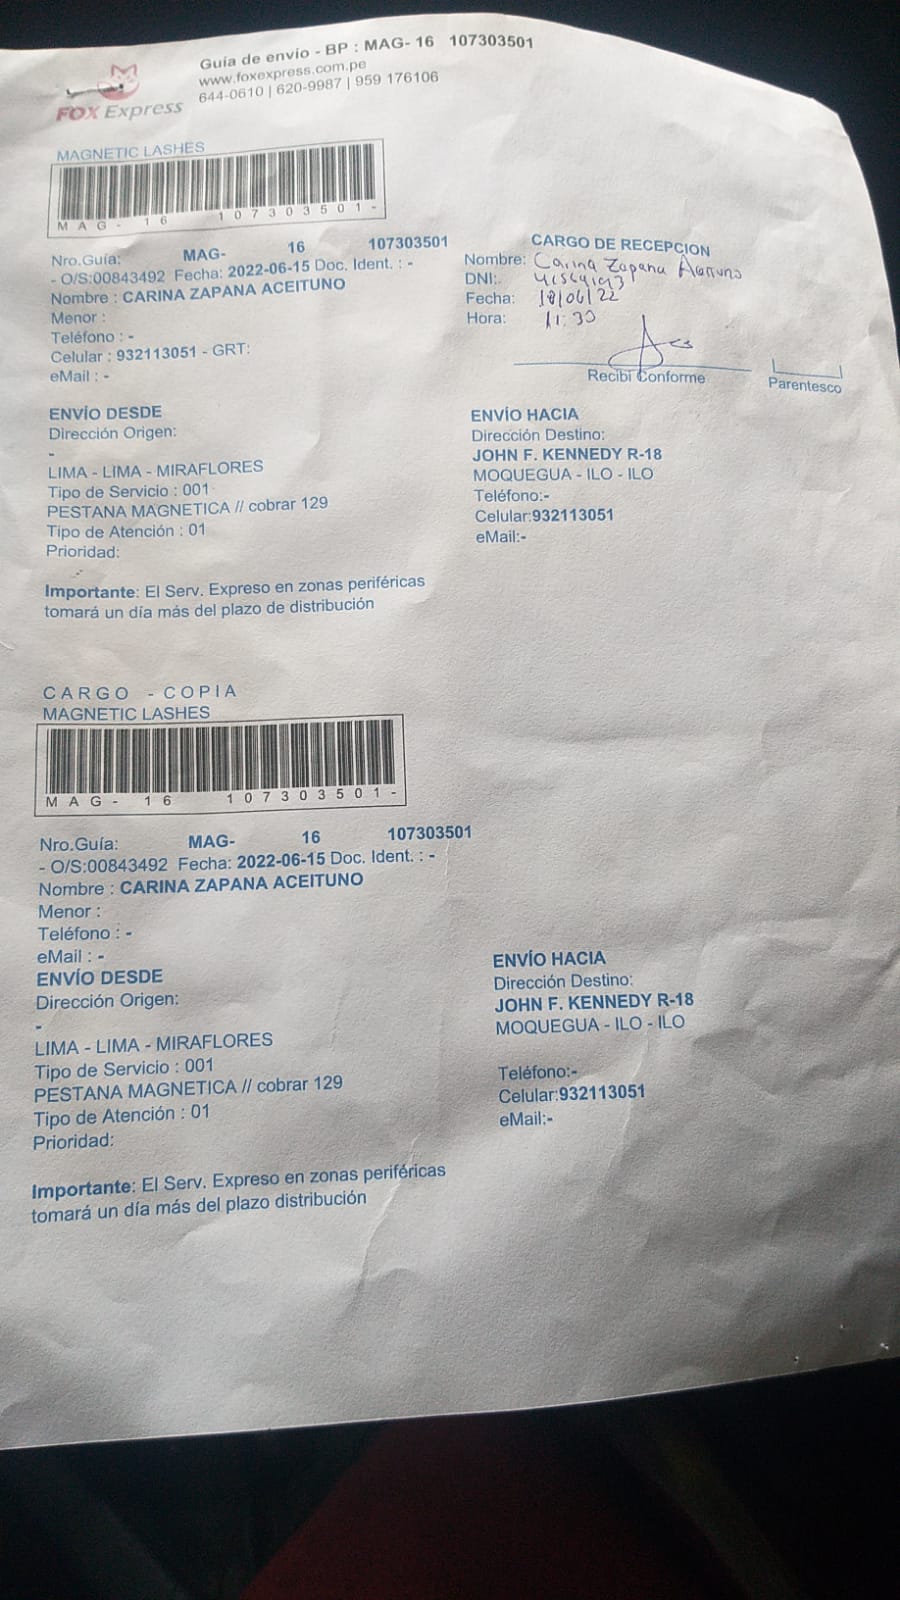 Guía de envío - BP : MAG- 16 107303501
www.foxexpress.com.pe
644-0610 | 620-9987 | 959 176106
FOX Express
MAGNETIC LASHES
MAG- 16 107303501-
Nro.Guía: MAG- 16 107303501
- O/S:00843492 Fecha: 2022-06-15 Doc. Ident. : -
Nombre : CARINA ZAPANA ACEITUNO
Menor :
Teléfono : -
Celular : 932113051 - GRT:
eMail : -
CARGO DE RECEPCION
Nombre: Carina Zapana
DNI:.
Fecha: 18/06/22
Hora: 11:30
Recibí Conforme
Parentesco
ENVÍO DESDE
Dirección Origen:
-
LIMA - LIMA - MIRAFLORES
Tipo de Servicio : 001
PESTANA MAGNETICA // cobrar 129
Tipo de Atención : 01
Prioridad:
ENVÍO HACIA
Dirección Destino:
JOHN F. KENNEDY R-18
MOQUEGUA - ILO - ILO
Teléfono:-
Celular:932113051
eMail:-
Importante: El Serv. Expreso en zonas periféricas
tomará un día más del plazo de distribución
CARGO - COPIA
MAGNETIC LASHES
MAG- 16 107303501-
Nro.Guía: MAG- 16 107303501
- O/S:00843492 Fecha: 2022-06-15 Doc. Ident. : -
Nombre : CARINA ZAPANA ACEITUNO
Menor :
Teléfono : -
eMail : -
ENVÍO DESDE
Dirección Origen:
-
LIMA - LIMA - MIRAFLORES
Tipo de Servicio : 001
PESTANA MAGNETICA // cobrar 129
Tipo de Atención : 01
Prioridad:
ENVÍO HACIA
Dirección Destino:
JOHN F. KENNEDY R-18
MOQUEGUA - ILO - ILO
Teléfono:-
Celular:932113051
eMail:-
Importante: El Serv. Expreso en zonas periféricas
tomará un día más del plazo distribución